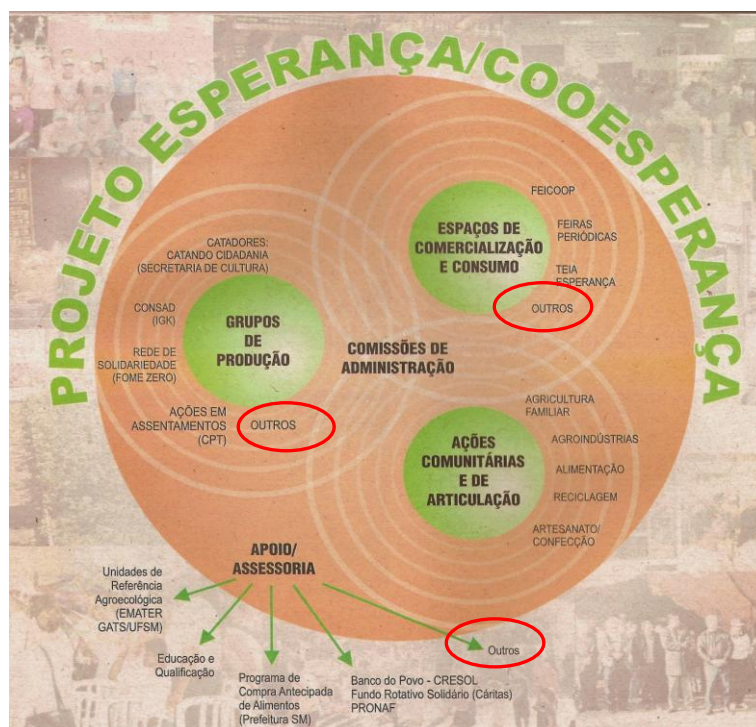 PROJETO ESPERANÇA/COOESPERANÇA
FEICOOP
ESPAÇOS DE
COMERCIALIZAÇÃO
E CONSUMO
FEIRAS
PERIÓDICAS
TEIA
ESPERANÇA
OUTROS
CATADORES:
CATANDO CIDADANIA
(SECRETARIA DE CULTURA)
CONSAD
(IGK)
GRUPOS
DE
PRODUÇÃO
REDE DE
SOLIDARIEDADE
(FOME ZERO)
AÇÕES EM
ASSENTAMENTOS
(CPT)
OUTROS
COMISSÕES DE
ADMINISTRAÇÃO
AGRICULTURA
FAMILIAR
AÇÕES
COMUNITÁRIAS
E DE
ARTICULAÇÃO
AGROINDÚSTRIAS
ALIMENTAÇÃO
RECICLAGEM
ARTESANATO/
CONFECÇÃO
APOIO/
ASSESSORIA
Unidades de
Referência
Agroecológica
(EMATER
GATS/UFSM)
Educação e
Qualificação
Programa de
Compra Antecipada
de Alimentos
(Prefeitura SM)
Banco do Povo - CRESOL
Fundo Rotativo Solidário (Cáritas)
PRONAF
Outros